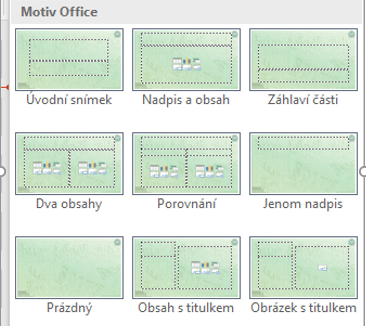 Motiv Office
Úvodní snímek
Nadpis a obsah
Záhlaví části
Dva obsahy
Porovnání
Jenom nadpis
Prázdný
Obsah s titulkem
Obrázek s titulkem